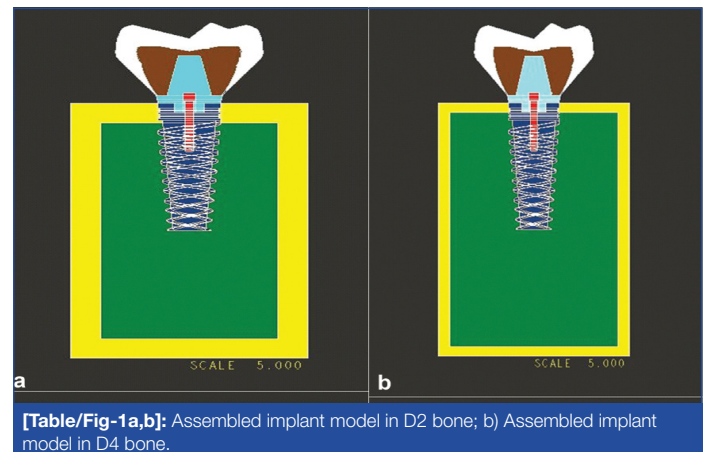 SCALE 5.000
SCALE 5.000
a
b
[Table/Fig-1a,b]: Assembled implant model in D2 bone; b) Assembled implant
model in D4 bone.